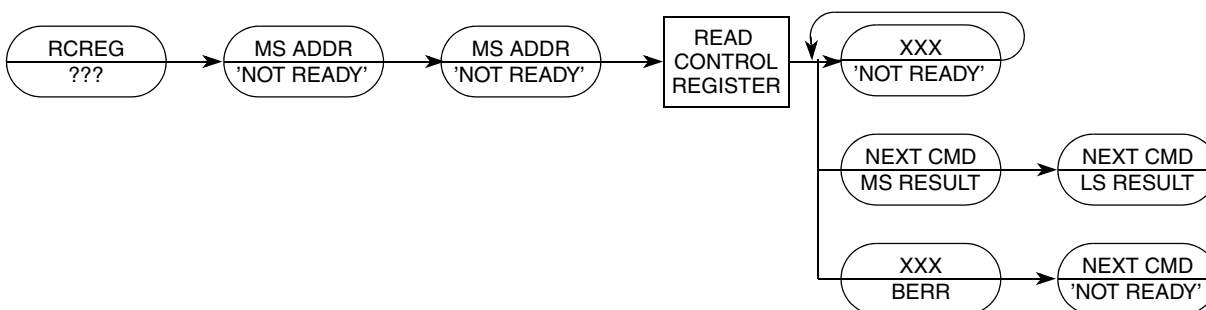 RCREG
???
MS ADDR
'NOT READY'
MS ADDR
'NOT READY'
READ
CONTROL
REGISTER
XXX
'NOT READY'
NEXT CMD
MS RESULT
NEXT CMD
LS RESULT
XXX
BERR
NEXT CMD
'NOT READY'